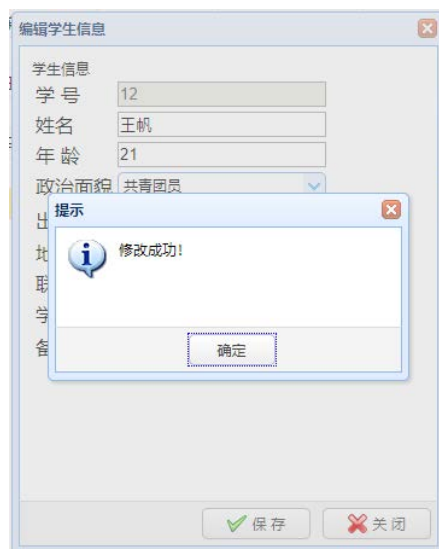 编辑学生信息
学生信息
学 号 12
姓名 王帆
年 龄 21
政治面貌 共青团员
提示
修改成功!
确定
保 存 关 闭